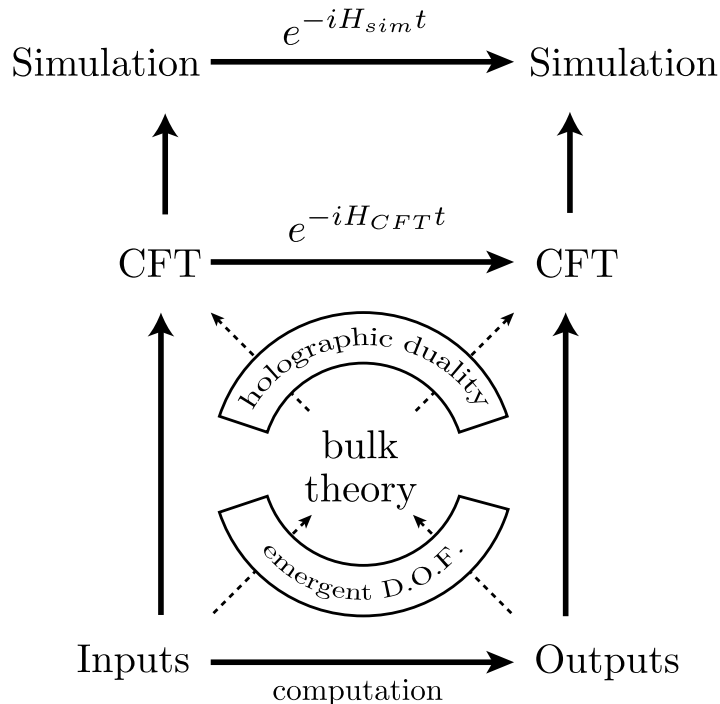 e^{-iH_{sim}t}
Simulation Simulation
e^{-iH_{CFT}t}
CFT CFT
holographic duality
bulk
theory
emergent D.O.F.
Inputs Outputs
computation